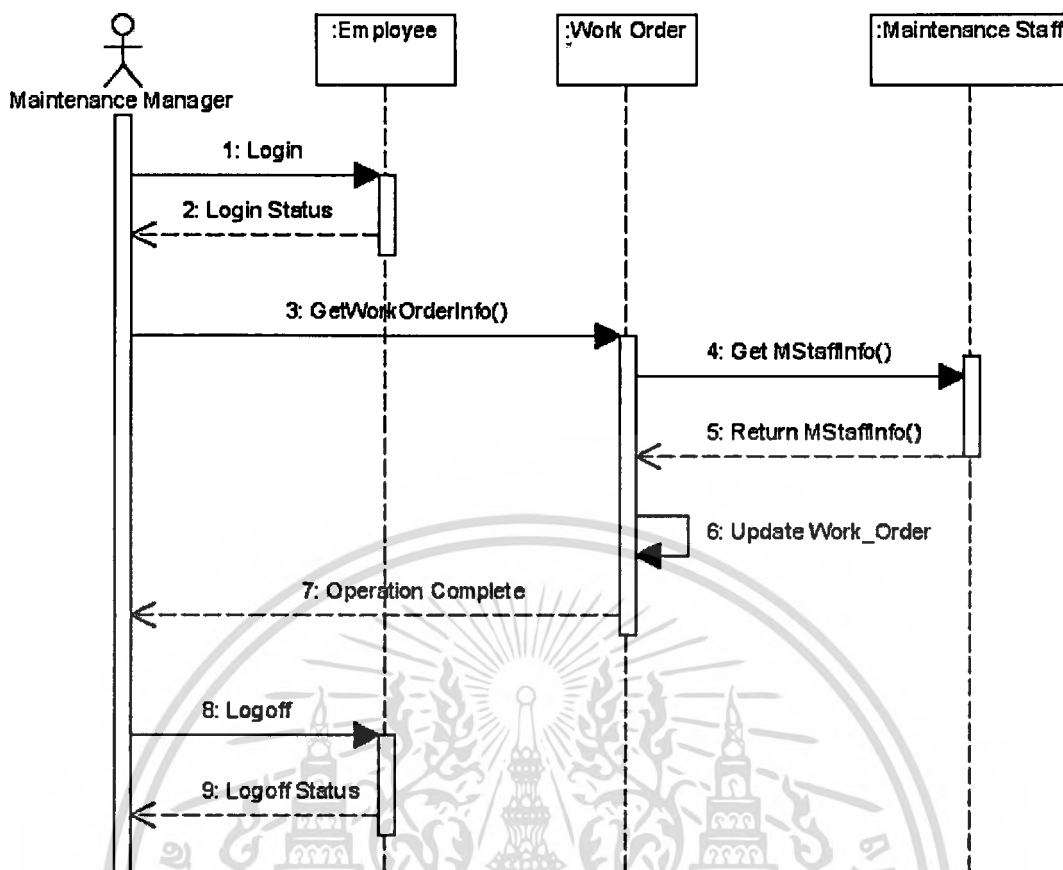 :Employee
:Work Order
:Maintenance Staff
Maintenance Manager
1: Login
2: Login Status
3: GetWorkOrderInfo()
4: Get MStaffInfo()
5: Return MStaffInfo()
6: Update Work_Order
7: Operation Complete
8: Logoff
9: Logoff Status